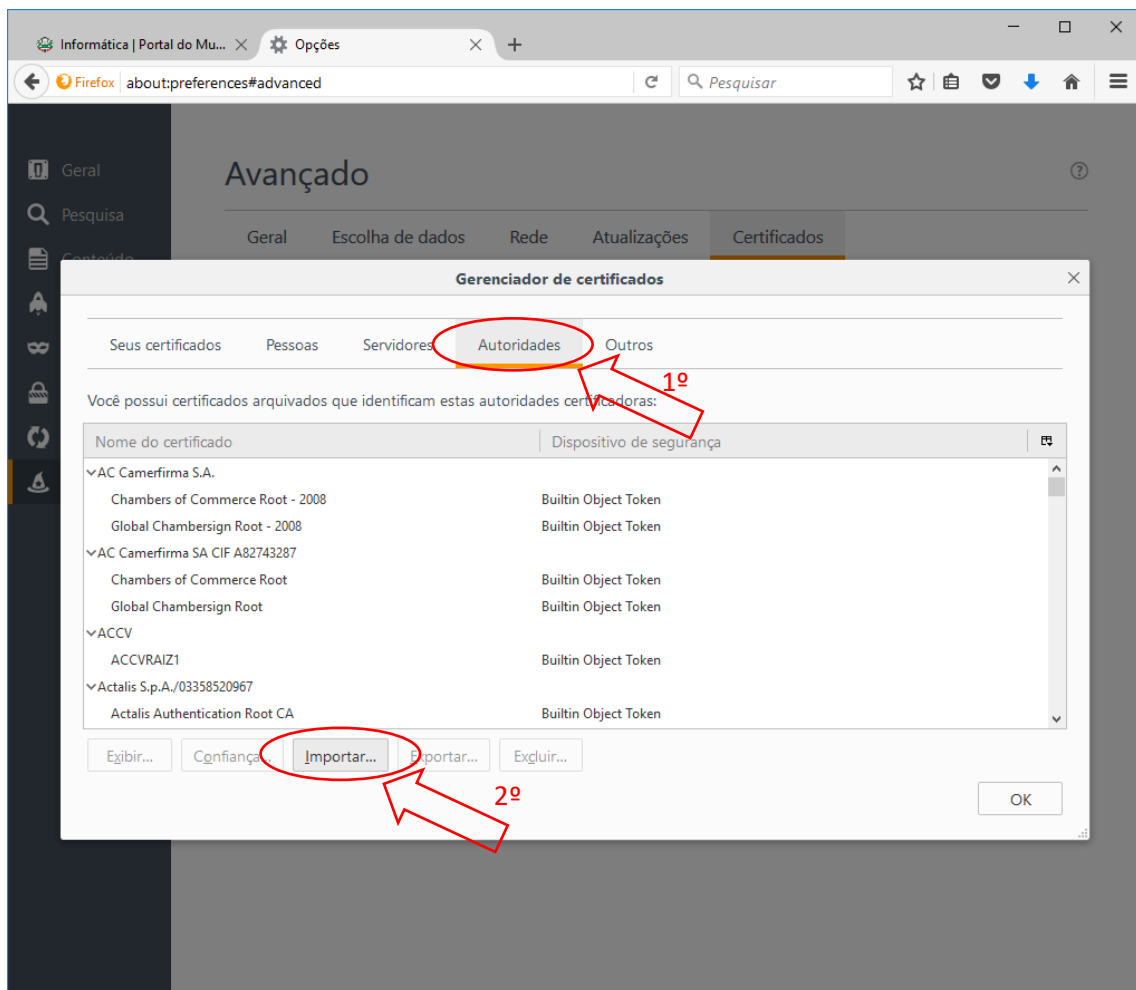 Informática | Portal do Mu...
Opções
Firefox about:preferences#advanced
Pesquisar
Geral
Avançado
Pesquisa
Geral Escolha de dados Rede Atualizações Certificados
Conteúdo
Gerenciador de certificados
Seus certificados Pessoas Servidores Autoridades Outros
1º
Você possui certificados arquivados que identificam estas autoridades certificadoras:
Nome do certificado Dispositivo de segurança
AC Camerfirma S.A.
Chambers of Commerce Root - 2008 Builtin Object Token
Global Chambersign Root - 2008 Builtin Object Token
AC Camerfirma SA CIF A82743287
Chambers of Commerce Root Builtin Object Token
Global Chambersign Root Builtin Object Token
ACCV
ACCVRAIZ1 Builtin Object Token
Actalis S.p.A./03358520967
Actalis Authentication Root CA Builtin Object Token
Exibir... Confiança... Importar... Exportar... Excluir...
2º
OK